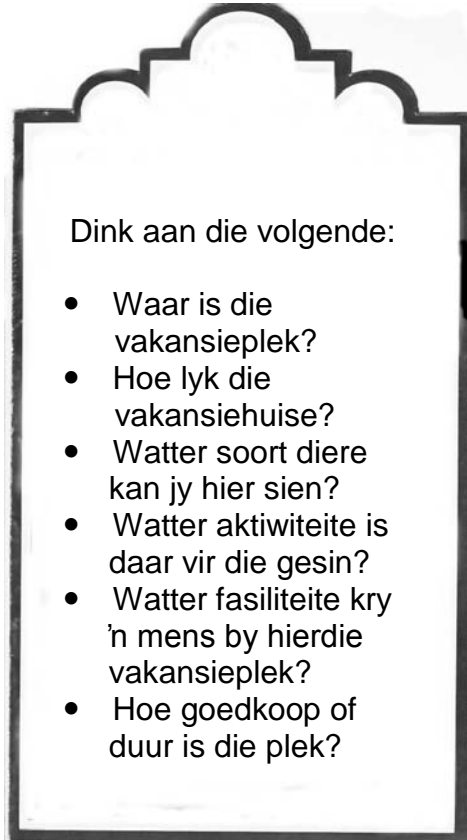 Dink aan die volgende:
• Waar is die
vakansieplek?
• Hoe lyk die
vakansiehuise?
• Watter soort diere
kan jy hier sien?
• Watter aktiwiteite is
daar vir die gesin?
• Watter fasiliteite kry
'n mens by hierdie
vakansieplek?
• Hoe goedkoop of
duur is die plek?